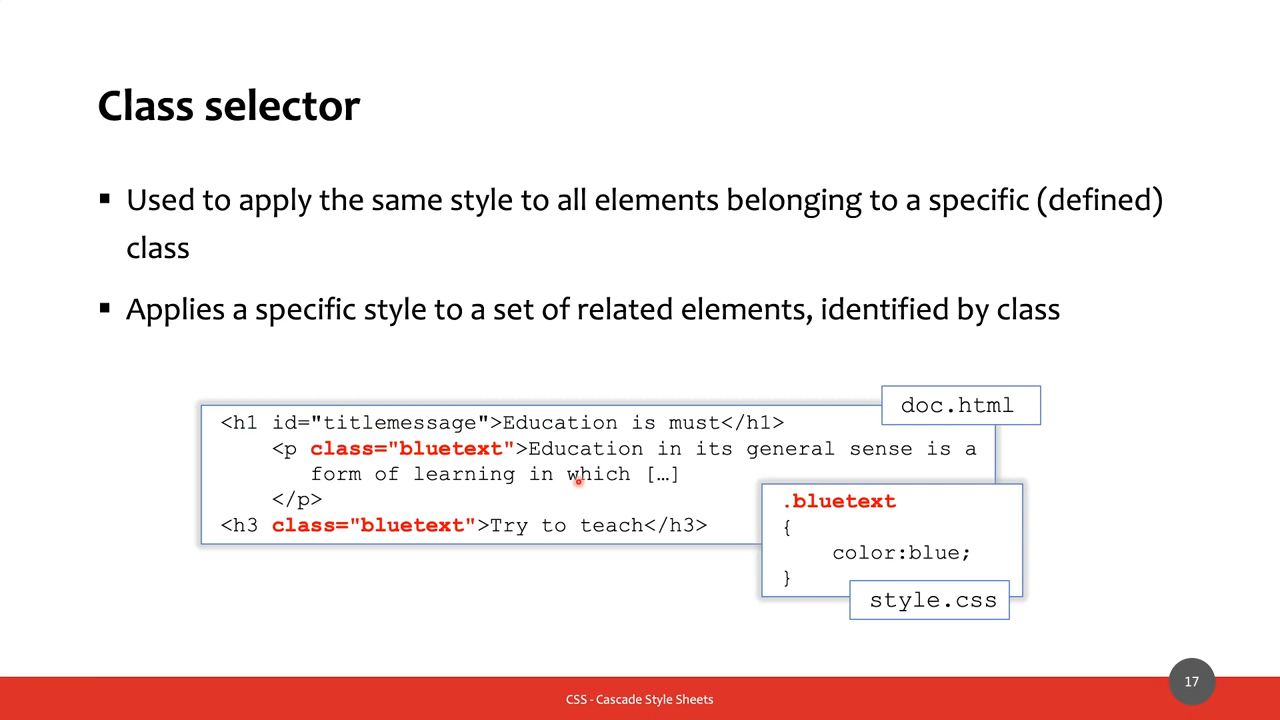 Class selector
▪ Used to apply the same style to all elements belonging to a specific (defined)
class
▪ Applies a specific style to a set of related elements, identified by class
doc.html
<h1 id="titlemessage">Education is must</h1>
<p class="bluetext">Education in its general sense is a
form of learning in which […]
</p>
<h3 class="bluetext">Try to teach</h3>
.bluetext
{
color:blue;
}
style.css
17
CSS - Cascade Style Sheets